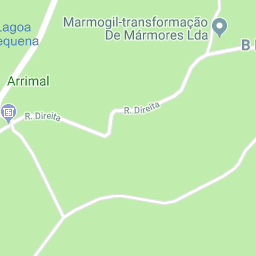 Lagoa
equena
Marmogil-transformação
De Mármores Lda
B
Arrimal
R. Direita
R. Direita